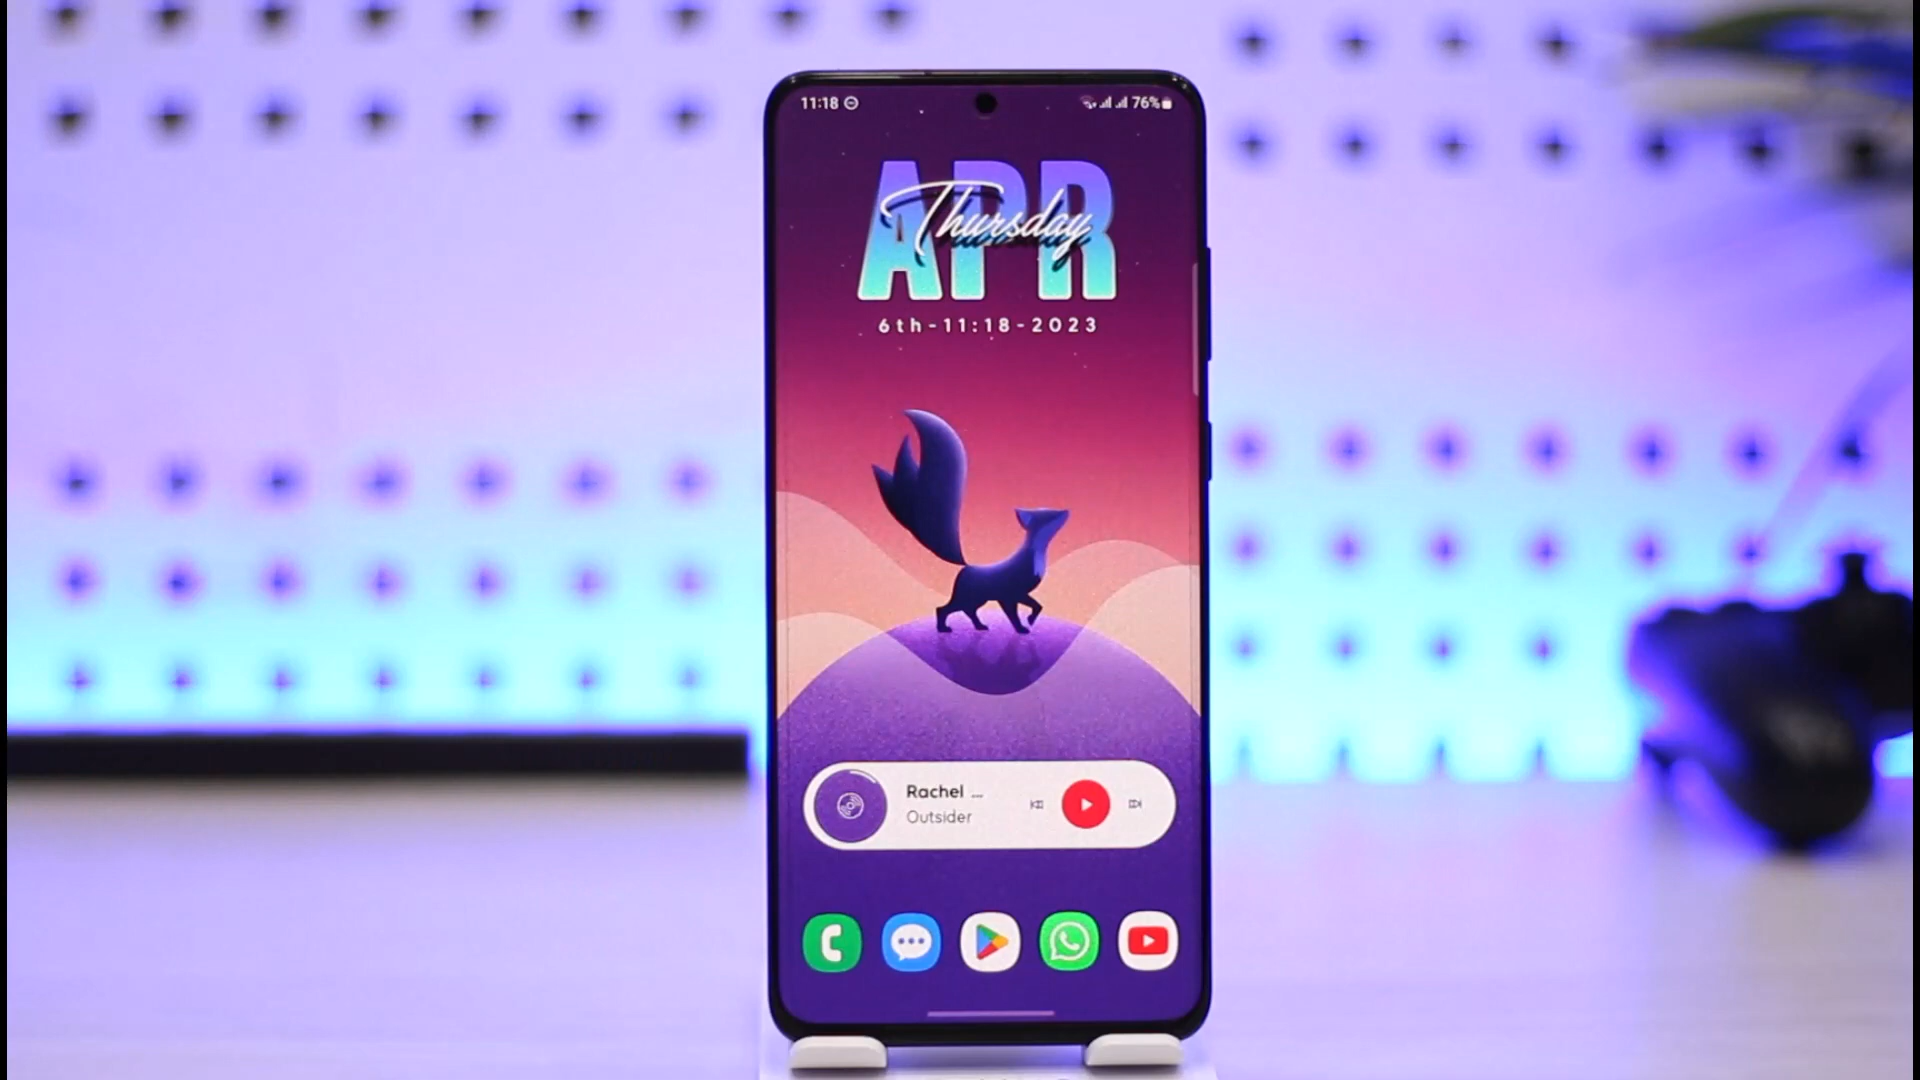 11:18
76%
APR
Thursday
6th-11:18-2023
Rachel ...
Outsider